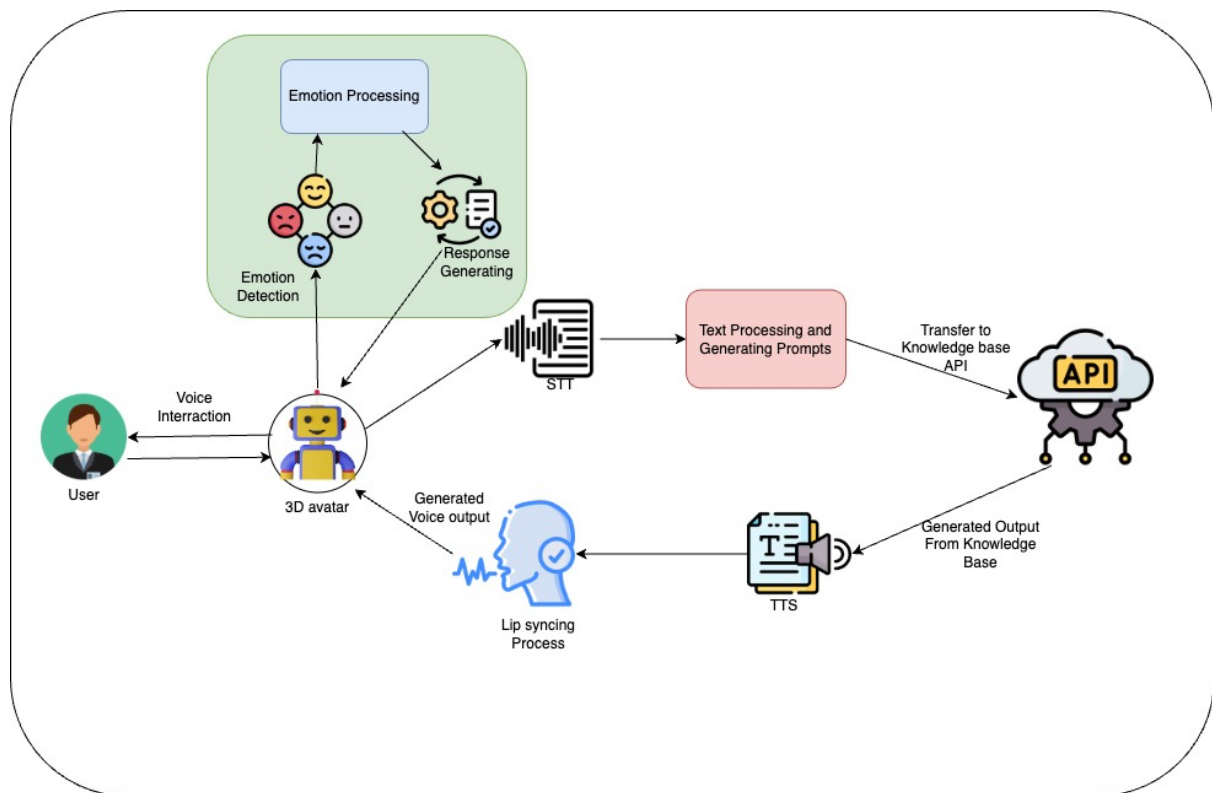 Emotion Processing
Emotion
Detection
Response
Generating
STT
Text Processing and
Generating Prompts
Transfer to
Knowledge base
API
API
Voice
Interraction
User
3D avatar
Generated
Voice output
Lip syncing
Process
T
TTS
Generated Output
From Knowledge
Base